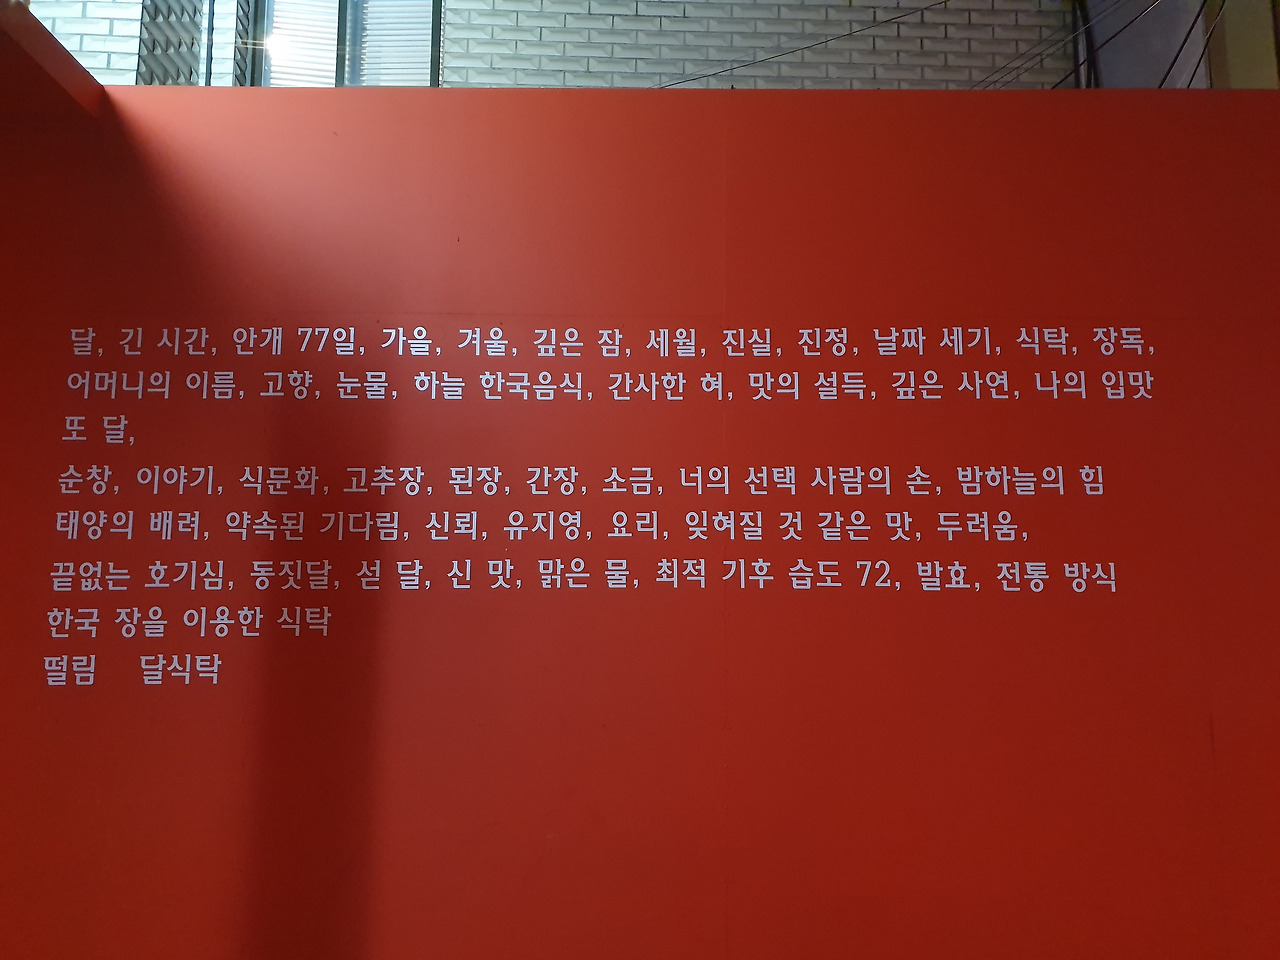 달, 긴 시간, 안개 77일, 가을, 겨울, 깊은 잠, 세월, 진실, 진정, 날짜 세기, 식탁, 장독,
어머니의 이름, 고향, 눈물, 하늘 한국음식, 간사한 혀, 맛의 설득, 깊은 사연, 나의 입맛
또 달,
순창, 이야기, 식문화, 고추장, 된장, 간장, 소금, 너의 선택 사람의 손, 밤하늘의 힘
태양의 배려, 약속된 기다림, 신뢰, 유지영, 요리, 잊혀질 것 같은 맛, 두려움,
끝없는 호기심, 동짓달, 섣 달, 신 맛, 맑은 물, 최적 기후 습도 72, 발효, 전통 방식
한국 장을 이용한 식탁
떨림 달식탁